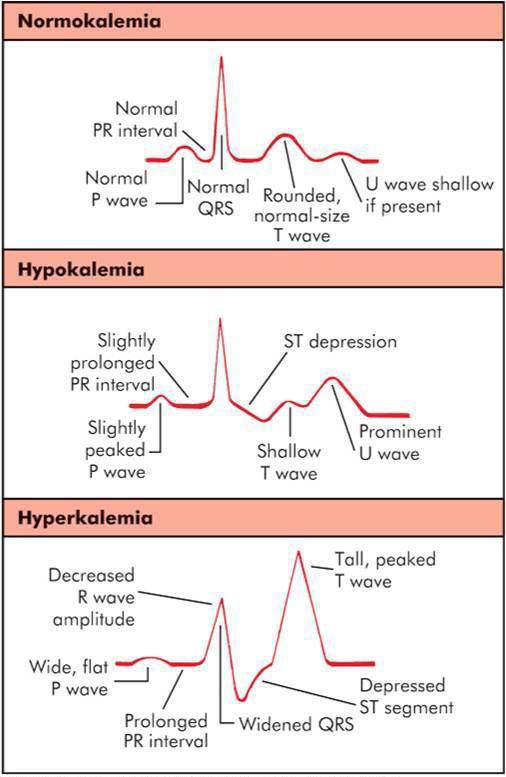 Normokalemia
Normal
PR interval
Normal
P wave
Normal
QRS
Rounded,
normal-size
T wave
U wave shallow
if present
Hypokalemia
Slightly
prolonged
PR interval
Slightly
peaked
P wave
ST depression
Shallow
T wave
Prominent
U wave
Hyperkalemia
Decreased
R wave
amplitude
Wide, flat
P wave
Prolonged
PR interval
Widened QRS
Tall, peaked
T wave
Depressed
ST segment